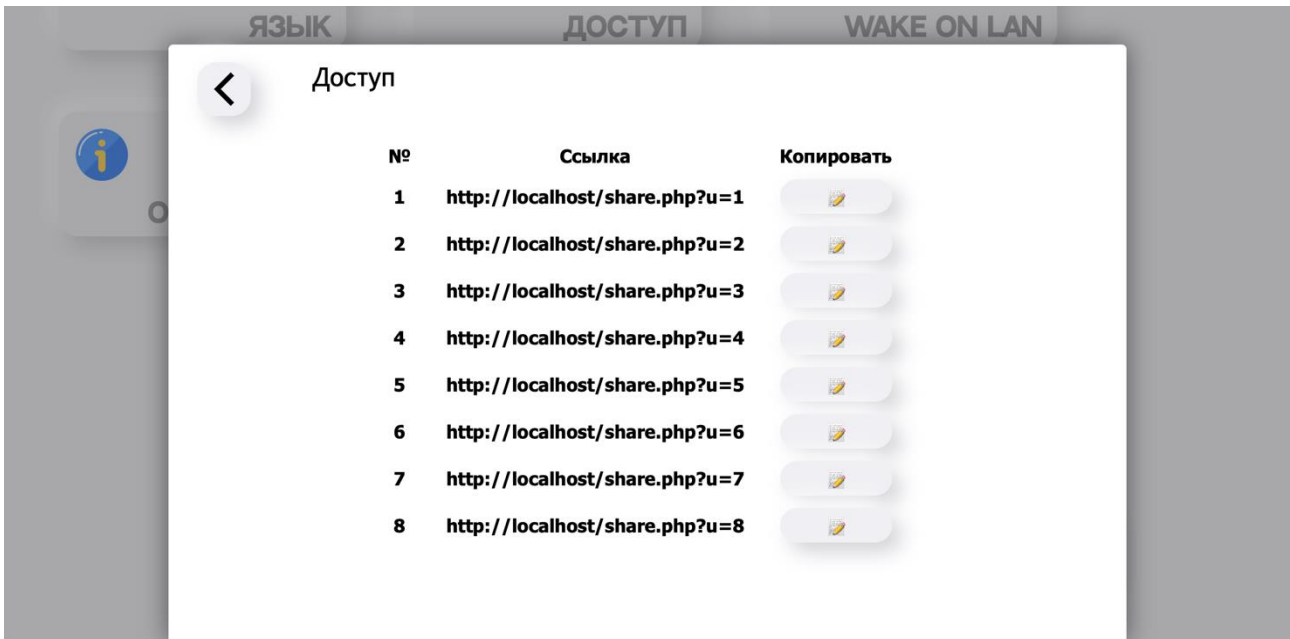 ЯЗЫК ДОСТУП WAKE ON LAN
Доступ
№ Ссылка Копировать
1 http://localhost/share.php?u=1
2 http://localhost/share.php?u=2
3 http://localhost/share.php?u=3
4 http://localhost/share.php?u=4
5 http://localhost/share.php?u=5
6 http://localhost/share.php?u=6
7 http://localhost/share.php?u=7
8 http://localhost/share.php?u=8